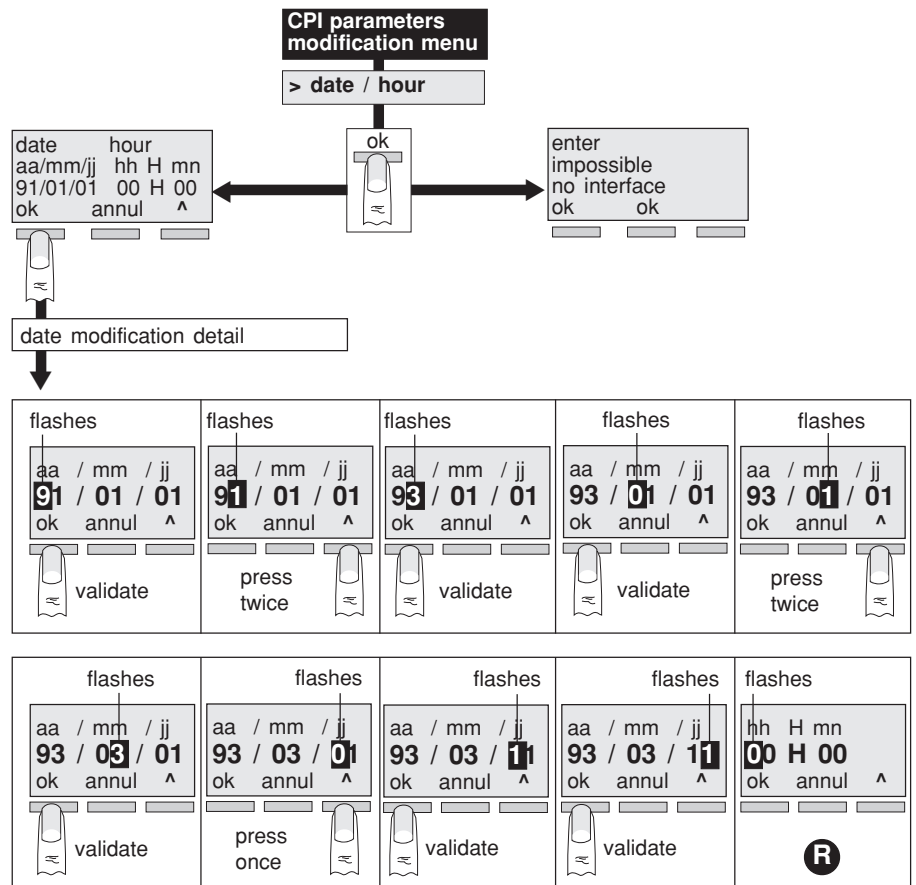 CPI parameters
modification menu
> date / hour
ok
date hour
aa/mm/jj hh H mn
91/01/01 00 H 00
ok annul ^
enter
impossible
no interface
ok ok
date modification detail
flashes
aa / mm / jj
91 / 01 / 01
ok annul ^
validate
flashes
aa / mm / jj
91 / 01 / 01
ok annul ^
press
twice
flashes
aa / mm / jj
93 / 01 / 01
ok annul ^
validate
flashes
aa / mm / jj
93 / 01 / 01
ok annul ^
validate
flashes
aa / mm / jj
93 / 01 / 01
ok annul ^
press
twice
flashes
aa / mm / jj
93 / 03 / 01
ok annul ^
validate
flashes
aa / mm / jj
93 / 03 / 01
ok annul ^
press
once
flashes
aa / mm / jj
93 / 03 / 11
ok annul ^
validate
flashes
aa / mm / jj
93 / 03 / 11
ok annul ^
validate
flashes
hh H mn
00 H 00
ok annul ^
R